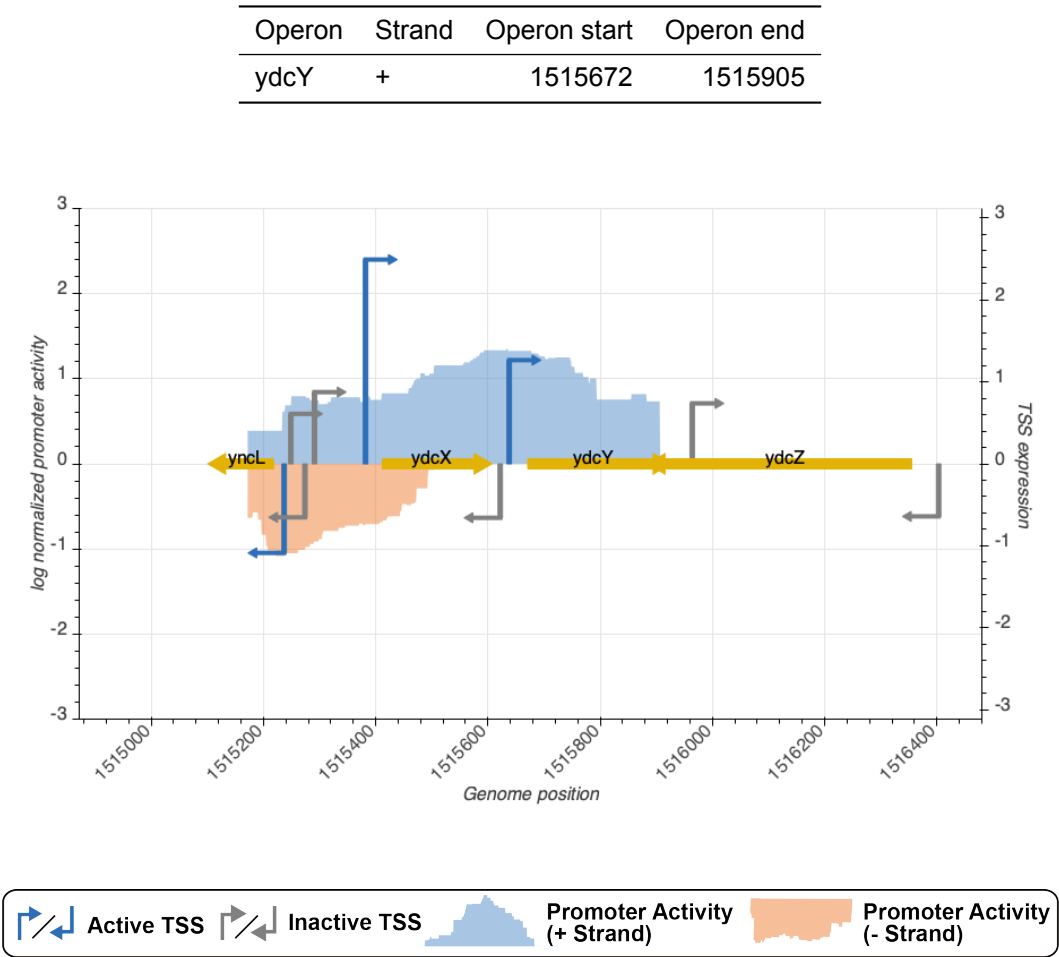 Operon Strand Operon start Operon end
ydcY + 1515672 1515905
3
2
1
0
-1
-2
-3
log normalized promoter activity
3
2
1
0
-1
-2
-3
TSS expression
yncL
ydcX
ydcY
ydcZ
1515000
1515200
1515400
1515600
1515800
1516000
1516200
1516400
Genome position
Active TSS
Inactive TSS
Promoter Activity
(+ Strand)
Promoter Activity
(- Strand)